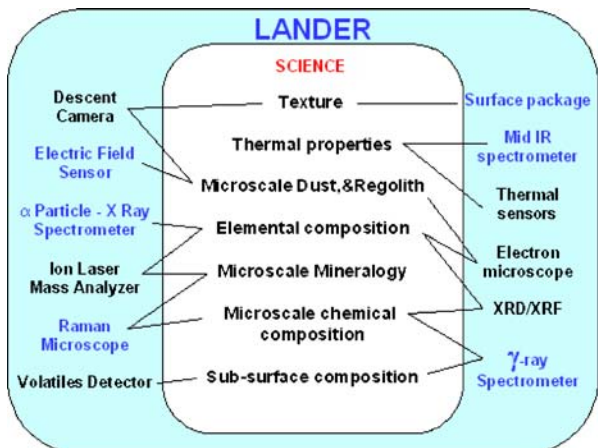 LANDER
SCIENCE
Descent
Camera
Electric Field
Sensor
α Particle - X Ray
Spectrometer
Ion Laser
Mass Analyzer
Raman
Microscope
Volatiles Detector
Texture
Thermal properties
Microscale Dust,&Regolith
Elemental composition
Microscale Mineralogy
Microscale chemical
composition
Sub-surface composition
Surface package
Mid IR
spectrometer
Thermal
sensors
Electron
microscope
XRD/XRF
γ-ray
Spectrometer